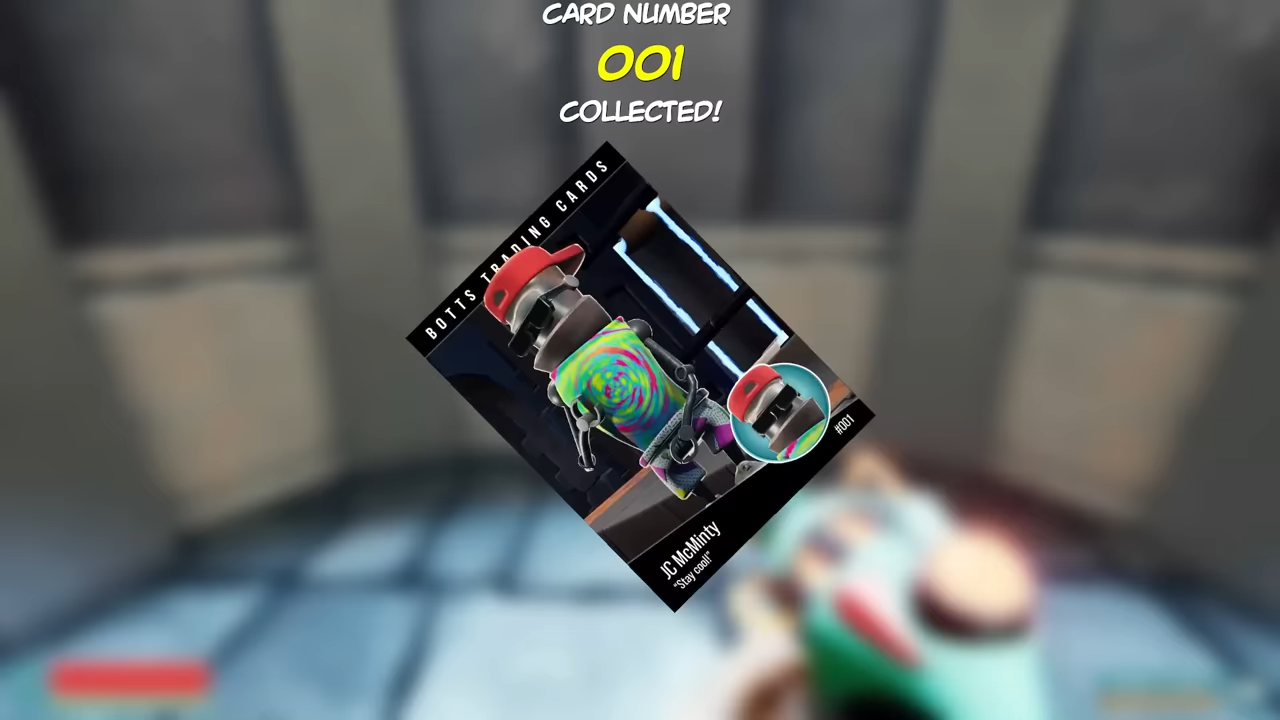 CARD NUMBER
001
COLLECTED!
BOTTS TRADING CARDS
#001
JC McMinty
"Stay cool!"